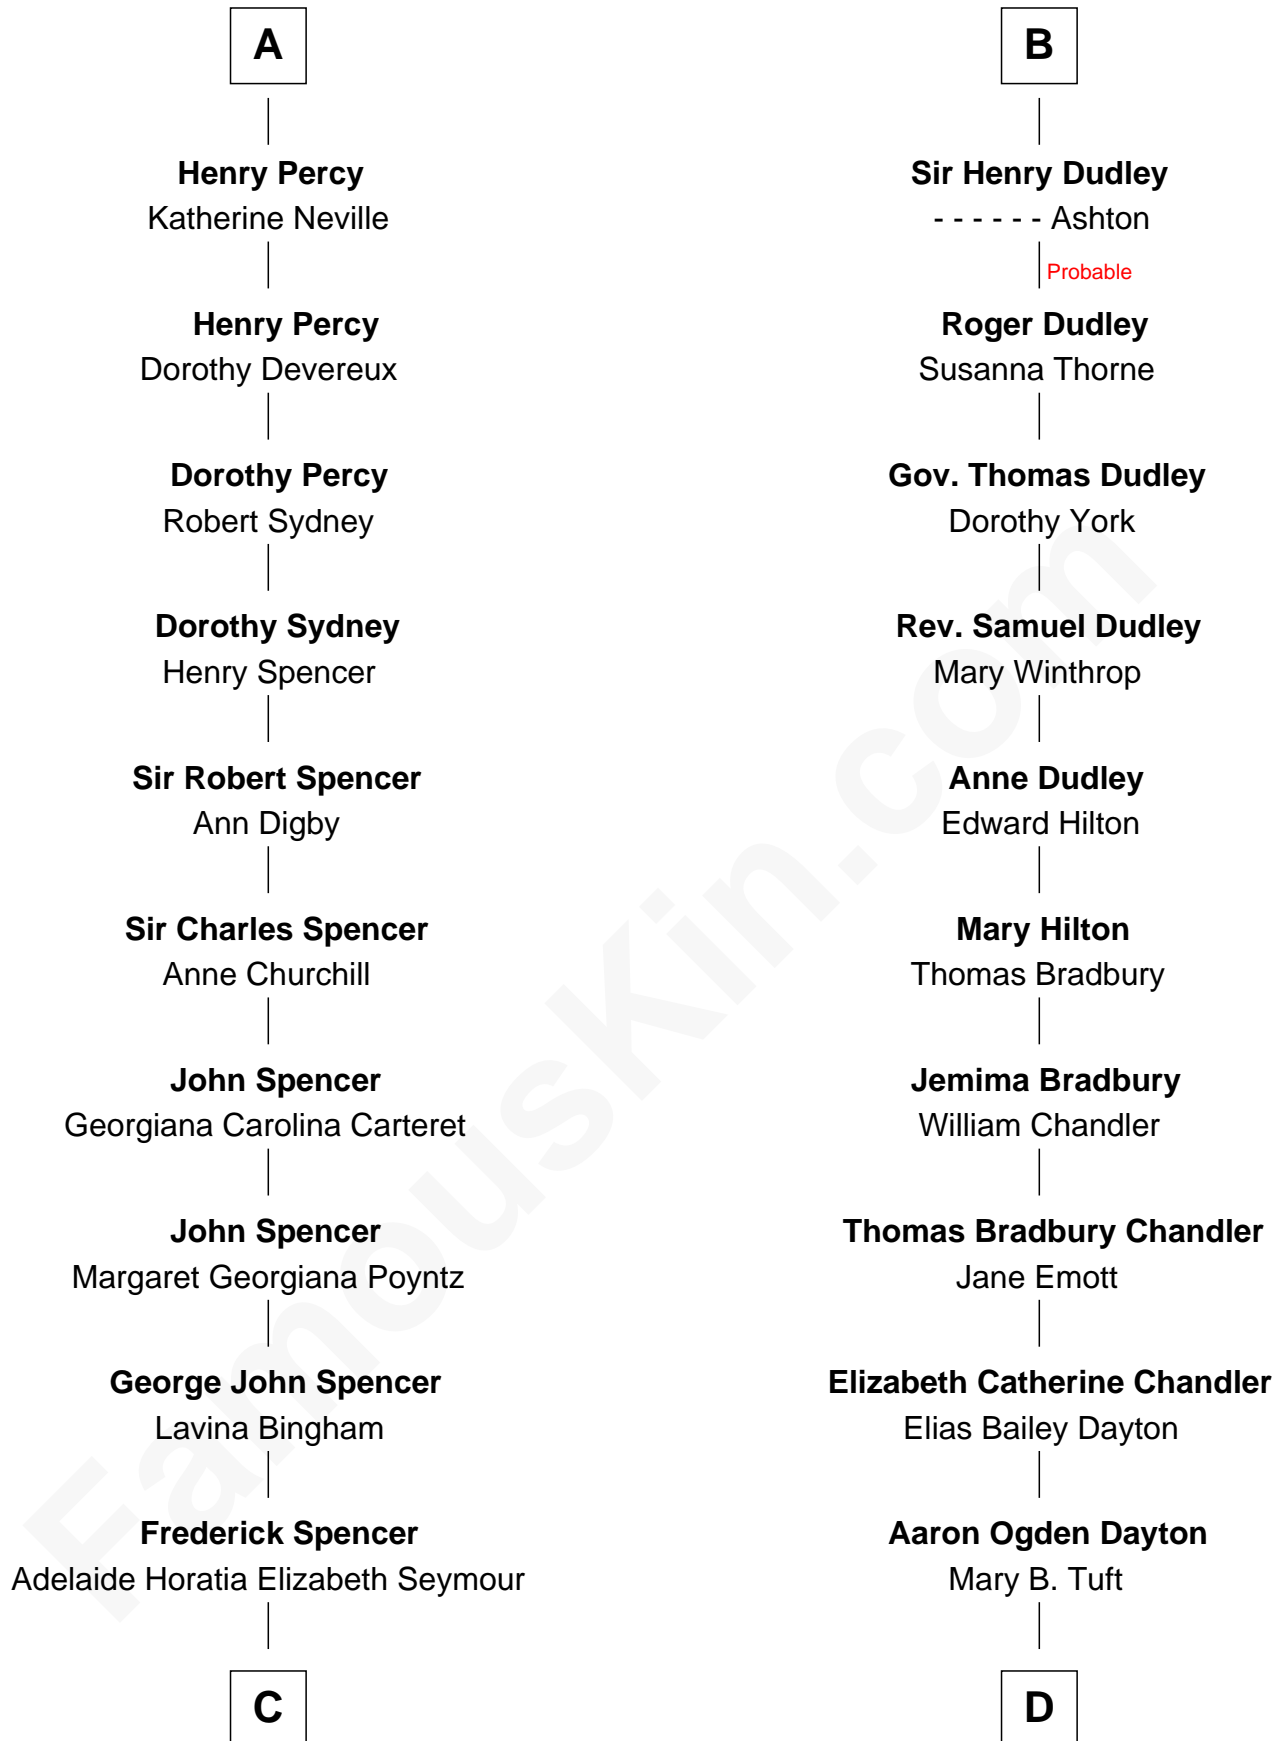 A
Henry Percy
Katherine Neville
Henry Percy
Dorothy Devereux
Dorothy Percy
Robert Sydney
Dorothy Sydney
Henry Spencer
Sir Robert Spencer
Ann Digby
Sir Charles Spencer
Anne Churchill
John Spencer
Georgiana Carolina Carteret
John Spencer
Margaret Georgiana Poyntz
George John Spencer
Lavina Bingham
Frederick Spencer
Adelaide Horatia Elizabeth Seymour
C
B
Sir Henry Dudley
- - - - - - Ashton
Probable
Roger Dudley
Susanna Thorne
Gov. Thomas Dudley
Dorothy York
Rev. Samuel Dudley
Mary Winthrop
Anne Dudley
Edward Hilton
Mary Hilton
Thomas Bradbury
Jemima Bradbury
William Chandler
Thomas Bradbury Chandler
Jane Emott
Elizabeth Catherine Chandler
Elias Bailey Dayton
Aaron Ogden Dayton
Mary B. Tuft
D
FamousKin.com